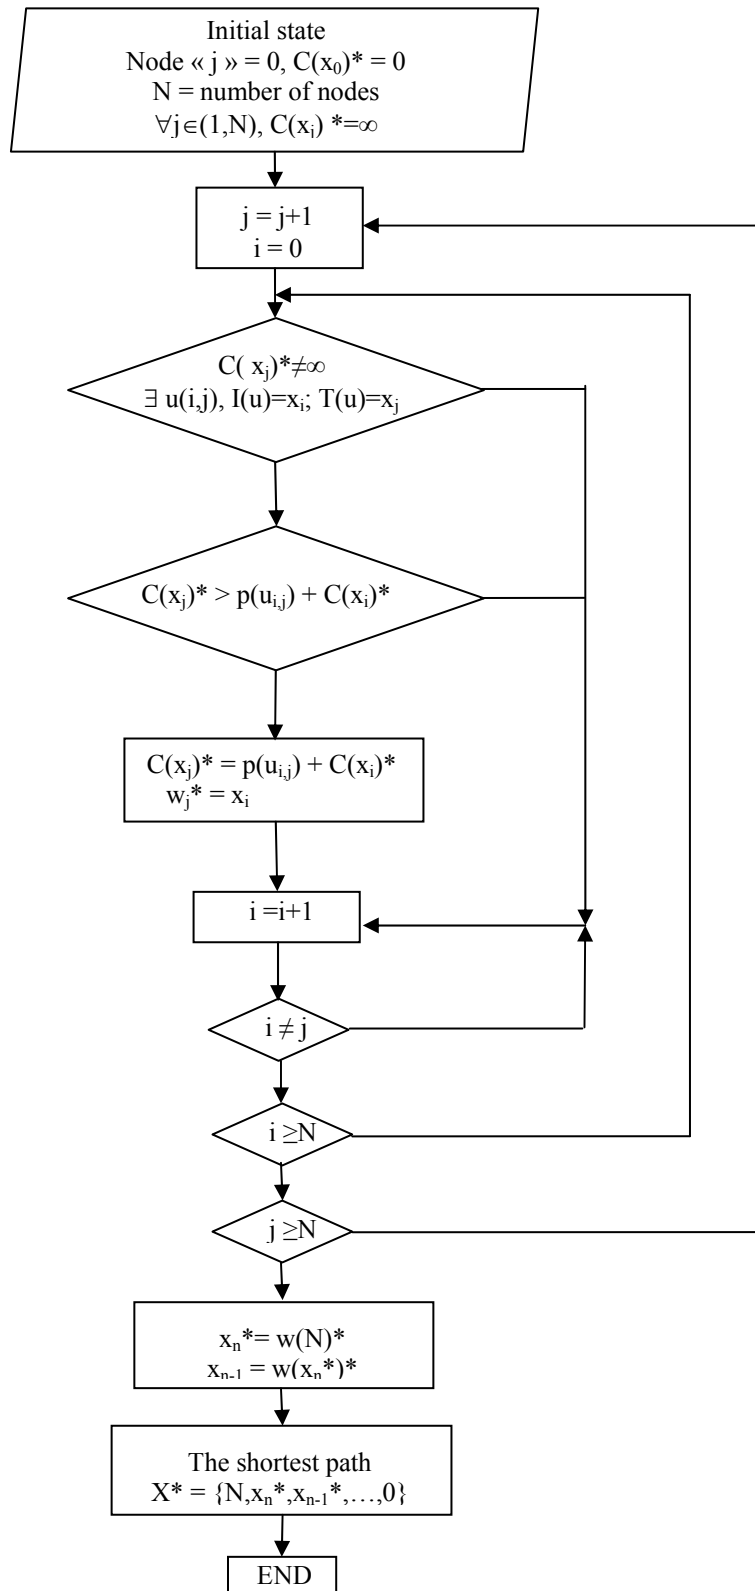 Initial state
Node « j » = 0, C(x₀)* = 0
N = number of nodes
∀j∈(1,N), C(xⱼ) *=∞
j = j+1
i = 0
C( xⱼ)*≠∞
∃ u(i,j), I(u)=xᵢ; T(u)=xⱼ
C(xⱼ)* > p(uᵢ,ⱼ) + C(xᵢ)*
C(xⱼ)* = p(uᵢ,ⱼ) + C(xᵢ)*
wⱼ* = xᵢ
i =i+1
i ≠ j
i ≥N
j ≥N
xₙ*= w(N)*
xₙ₋₁ = w(xₙ*)*
The shortest path
X* = {N,xₙ*,xₙ₋₁*,…,0}
END